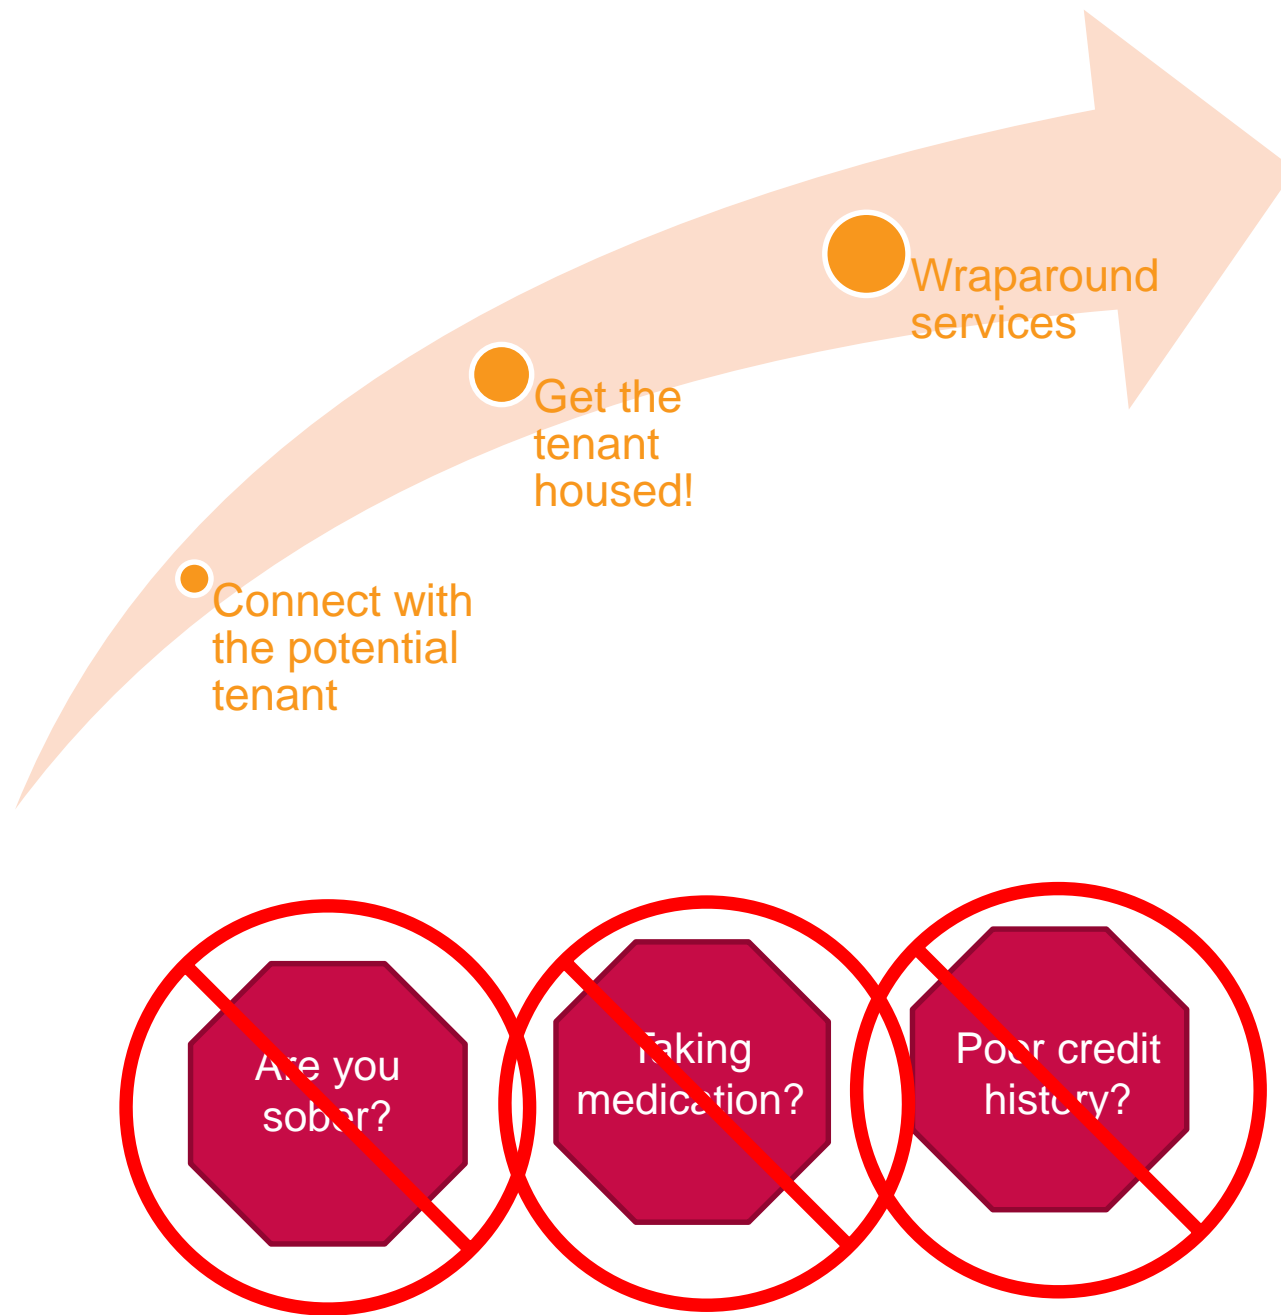 Wraparound
services
Get the
tenant
housed!
Connect with
the potential
tenant
Are you
sober?
Taking
medication?
Poor credit
history?